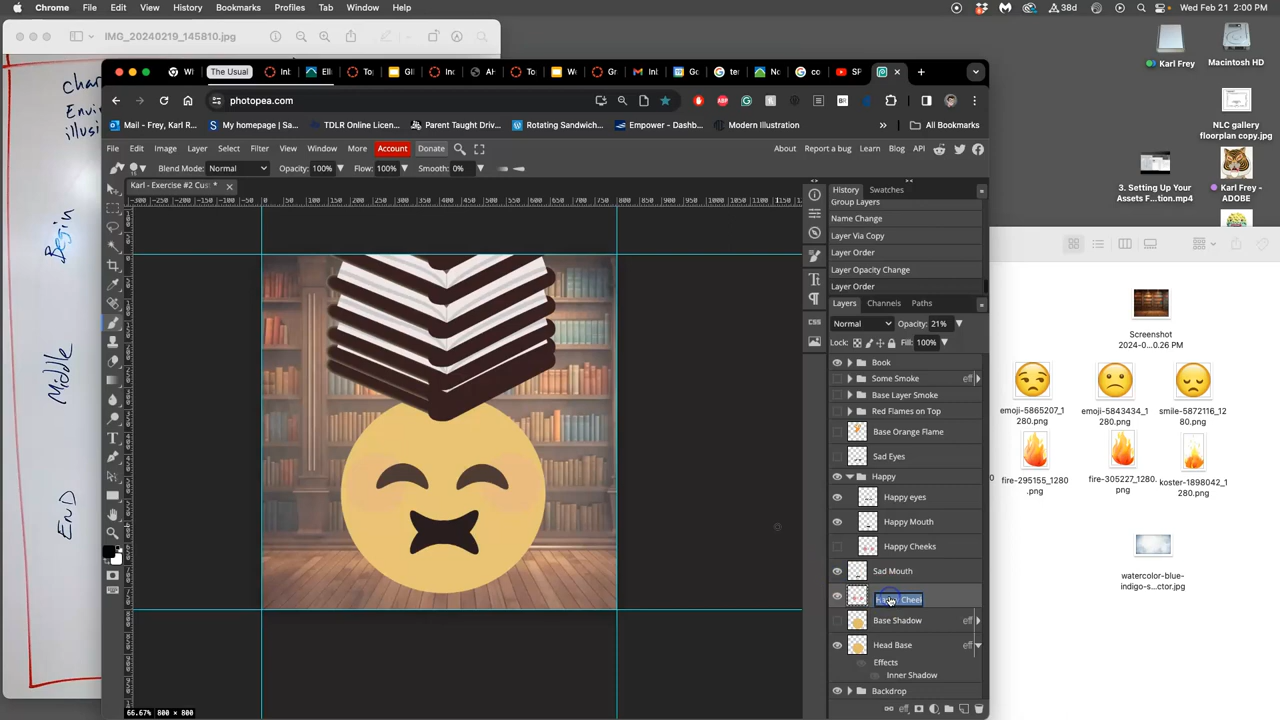 Chrome File Edit View History Bookmarks Profiles Tab Window Help
38d
Wed Feb 21 2:00 PM
IMG_20240219_145810.jpg
The Usual
photopea.com
Mail - Frey, Karl R...
My homepage | Sa...
TDLR Online Licen...
Parent Taught Driv...
Rotating Sandwich...
Empower - Dashb...
Modern Illustration
»
All Bookmarks
File Edit Image Layer Select Filter View Window More Account Donate
About Report a bug Learn Blog API
Blend Mode: Normal Opacity: 100% Flow: 100% Smooth: 0%
Karl - Exercise #2 Cus *
History Swatches
Group Layers
Name Change
Layer Via Copy
Layer Order
Layer Opacity Change
Layer Order
Layers Channels Paths
Normal Opacity: 21%
Lock: Fill: 100%
Book
Some Smoke eff
Base Layer Smoke
Red Flames on Top
Base Orange Flame
Sad Eyes
Happy
Happy eyes
Happy Mouth
Happy Cheeks
Sad Mouth
Base Shadow eff
Head Base eff
Effects
Inner Shadow
Backdrop
CSS
66.67% 800 × 800
Begin
Middle
END
Karl Frey
Macintosh HD
NLC gallery
floorplan copy.jpg
3. Setting Up Your
Assets F...tion.mp4
Karl Frey -
ADOBE
Screenshot
2024-0...0.26 PM
emoji-5865207_1
280.png
emoji-5843434_1
280.png
smile-5872116_12
80.png
fire-295155_1280.
png
fire-305227_1280.
png
koster-1898042_1
280.png
watercolor-blue-
indigo-s...ctor.jpg